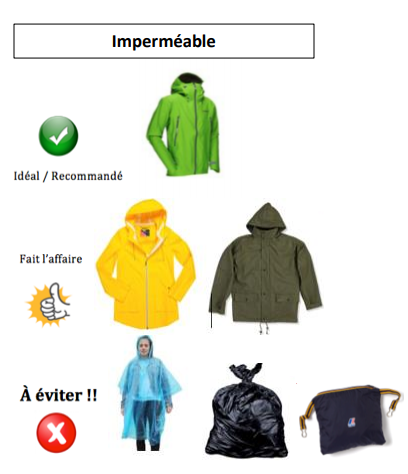 Imperméable
Idéal / Recommandé
Fait l’affaire
À éviter !!